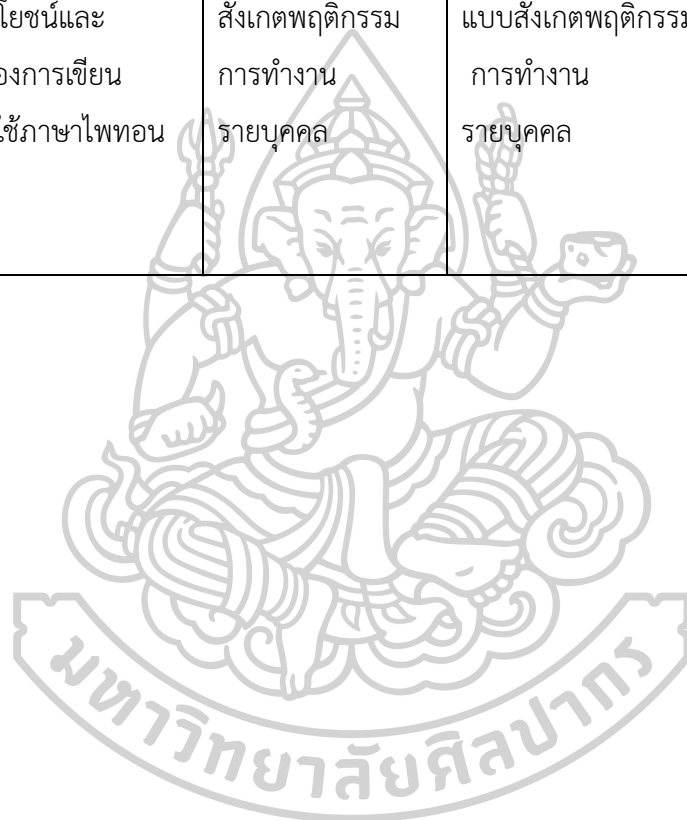 โยชน์และ สังเกตพฤติกรรม แบบสังเกตพฤติกรรม
องการเขียน การทำงาน การทำงาน
ใช้ภาษาไพทอน รายบุคคล รายบุคคล
มหาวิทยาลัยศิลปากร